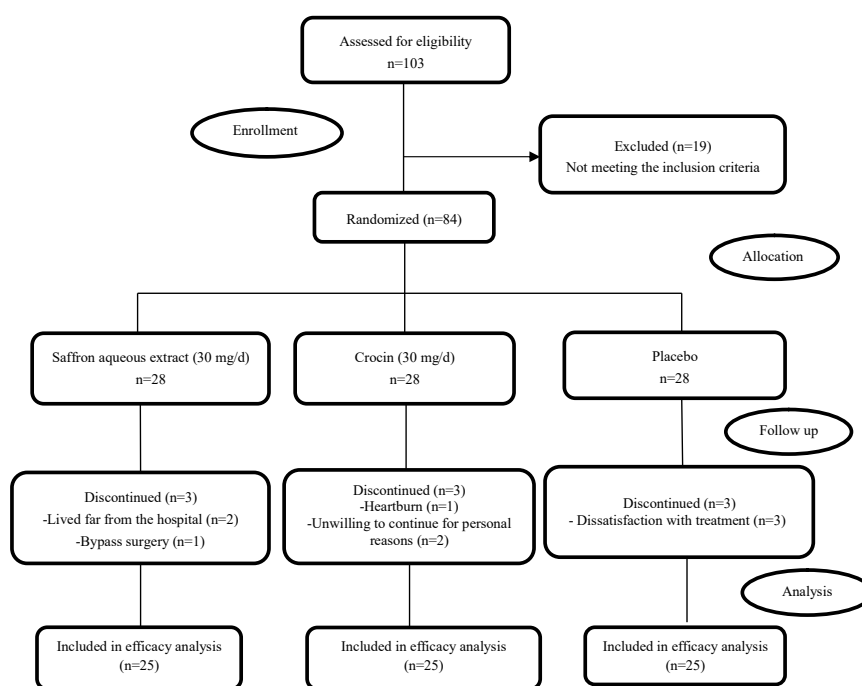 Assessed for eligibility
n=103
Enrollment
Excluded (n=19)
Not meeting the inclusion criteria
Randomized (n=84)
Allocation
Saffron aqueous extract (30 mg/d)
n=28
Crocin (30 mg/d)
n=28
Placebo
n=28
Follow up
Discontinued (n=3)
-Lived far from the hospital (n=2)
-Bypass surgery (n=1)
Discontinued (n=3)
-Heartburn (n=1)
-Unwilling to continue for personal
reasons (n=2)
Discontinued (n=3)
- Dissatisfaction with treatment (n=3)
Analysis
Included in efficacy analysis
(n=25)
Included in efficacy analysis
(n=25)
Included in efficacy analysis
(n=25)